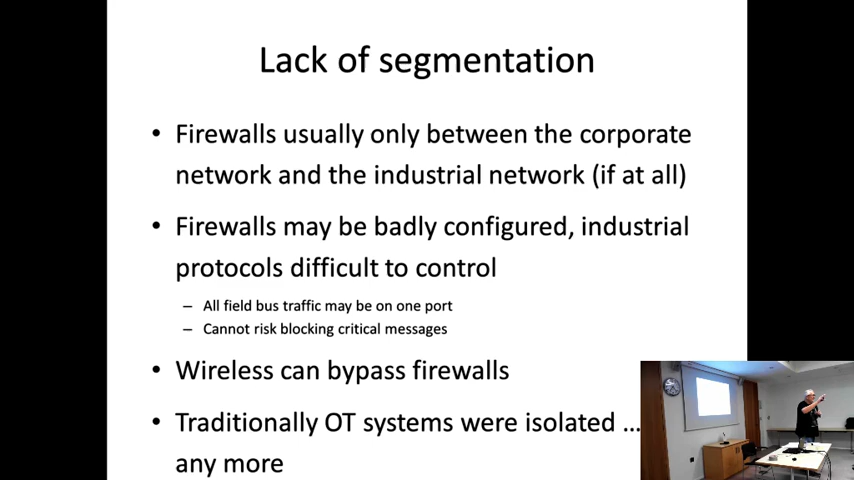 Lack of segmentation
• Firewalls usually only between the corporate
network and the industrial network (if at all)
• Firewalls may be badly configured, industrial
protocols difficult to control
– All field bus traffic may be on one port
– Cannot risk blocking critical messages
• Wireless can bypass firewalls
• Traditionally OT systems were isolated ...
any more